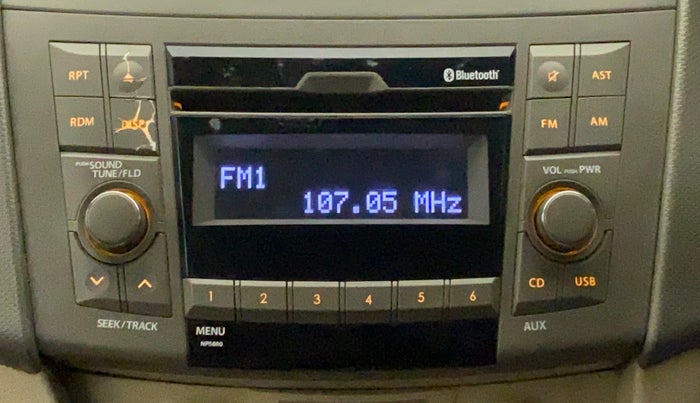 RPT
Bluetooth®
AST
RDM
DISP
FM
AM
PUSH SOUND
TUNE/FLD
VOL PUSH PWR
FM1
107.05 MHz
CD
USB
1 2 3 4 5 6
SEEK/TRACK
MENU
AUX